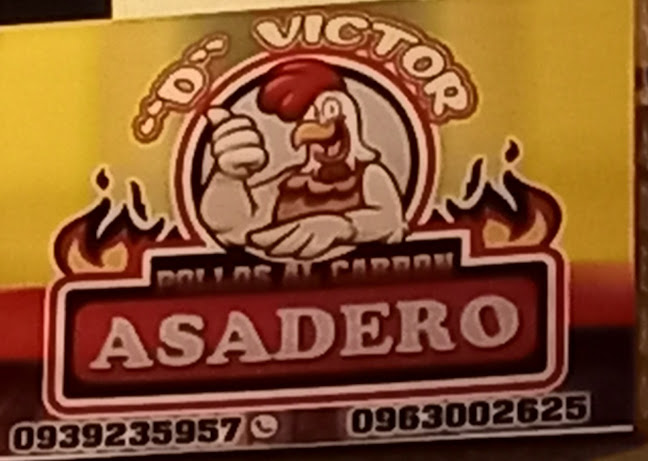 "D" VICTOR
POLLOS AL CARBON
ASADERO
0939235957 0963002625